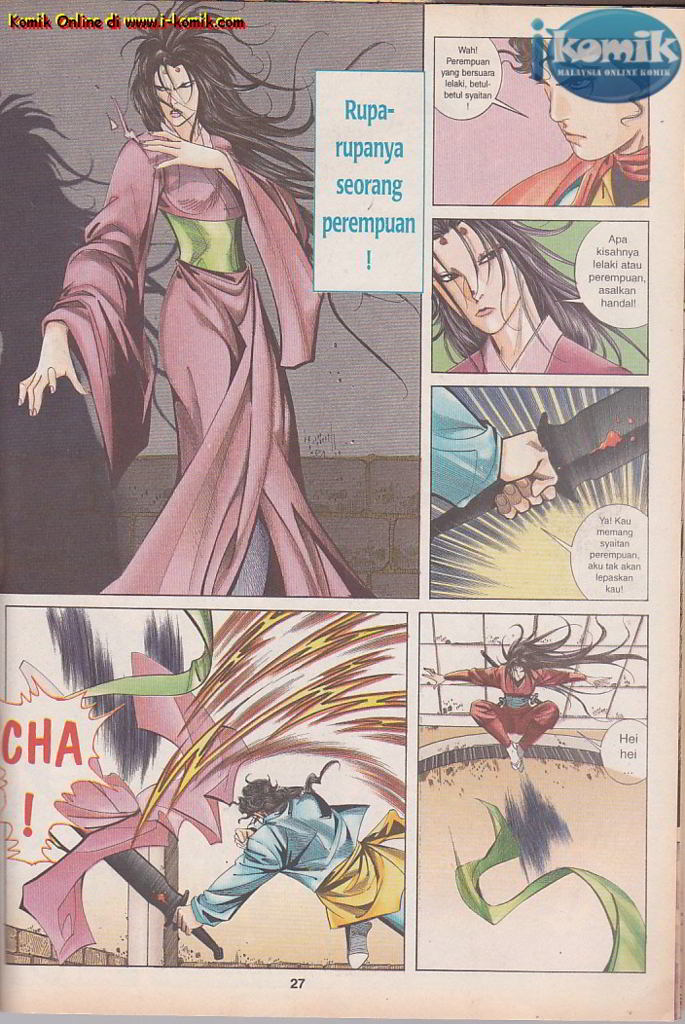 Komik Online di www.i-komik.com
ikomik
MALAYSIA ONLINE KOMIK
Rupa-
rupanya
seorang
perempuan
!
Wah!
Perempuan
yang bersuara
lelaki, betul-
betul syaitan
!
Apa
kisahnya
lelaki atau
perempuan,
asalkan
handal!
Ya! Kau
memang
syaitan
perempuan,
aku tak akan
lepaskan
kau!
CHA
!
Hei
hei
...
27